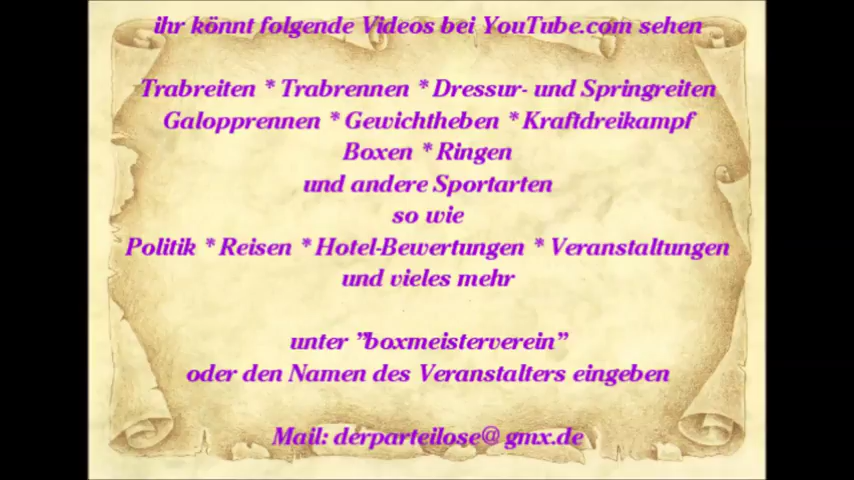 ihr könnt folgende Videos bei YouTube.com sehen
Trabreiten * Trabrennen * Dressur- und Springreiten
Galopprennen * Gewichtheben * Kraftdreikampf
Boxen * Ringen
und andere Sportarten
so wie
Politik * Reisen * Hotel-Bewertungen * Veranstaltungen
und vieles mehr
unter "boxmeisterverein"
oder den Namen des Veranstalters eingeben
Mail: derparteilose@gmx.de